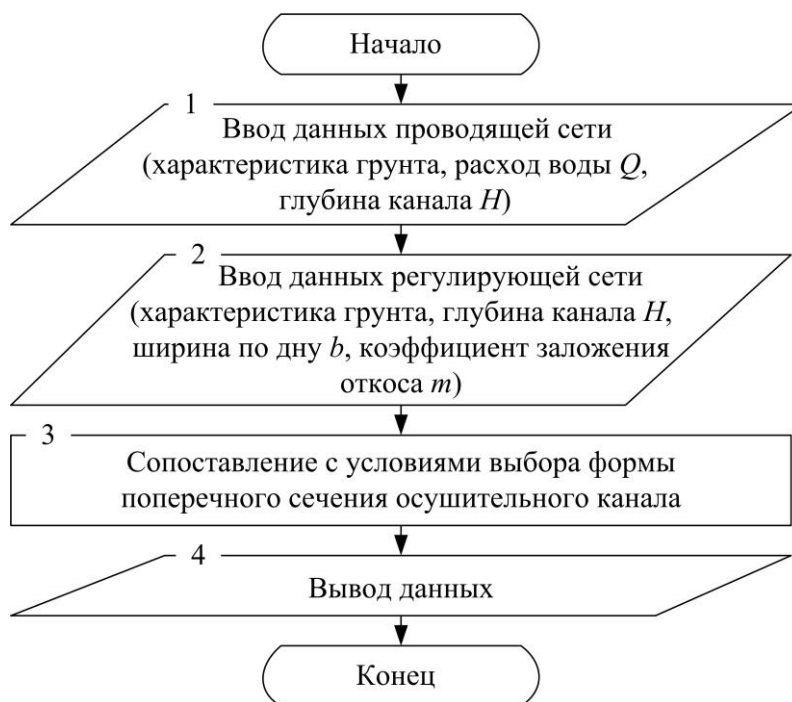 Начало
1
Ввод данных проводящей сети
(характеристика грунта, расход воды Q,
глубина канала H)
2
Ввод данных регулирующей сети
(характеристика грунта, глубина канала H,
ширина по дну b, коэффициент заложения
откоса m)
3
Сопоставление с условиями выбора формы
поперечного сечения осушительного канала
4
Вывод данных
Конец